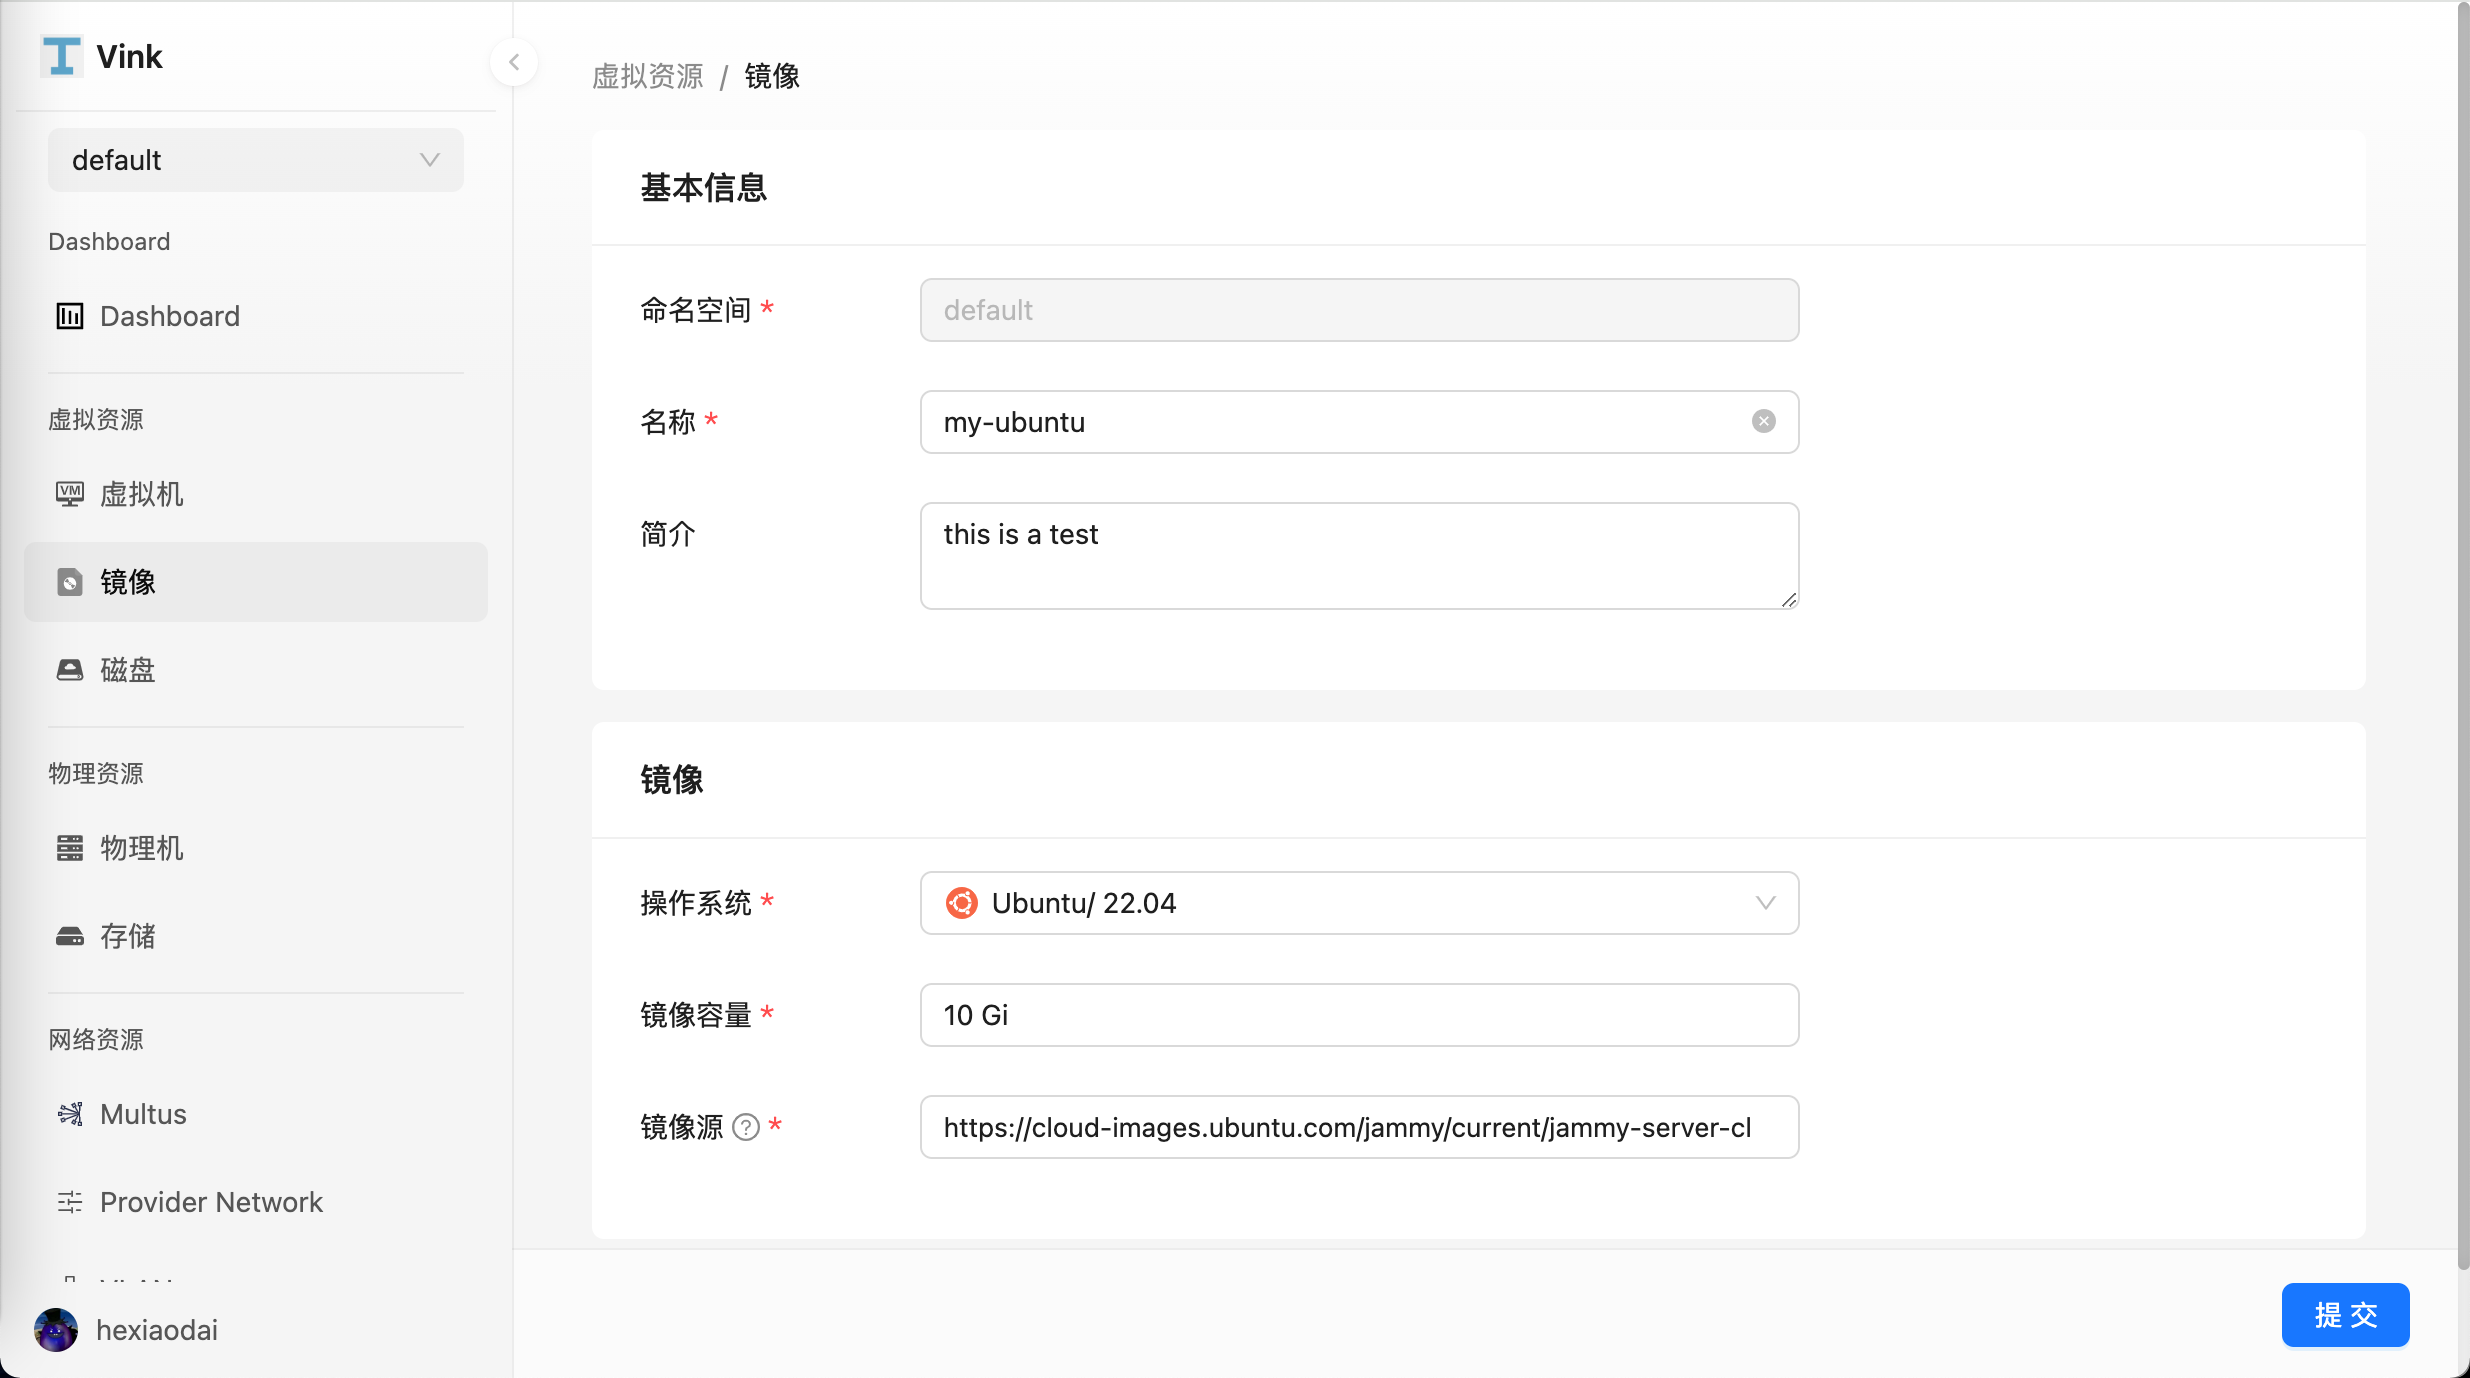 Vink
default
Dashboard
Dashboard
虚拟资源
虚拟机
镜像
磁盘
物理资源
物理机
存储
网络资源
Multus
Provider Network
hexiaodai
虚拟资源 / 镜像
基本信息
命名空间 * default
名称 * my-ubuntu
简介 this is a test
镜像
操作系统 * Ubuntu/ 22.04
镜像容量 * 10 Gi
镜像源 ? * https://cloud-images.ubuntu.com/jammy/current/jammy-server-cl
提 交